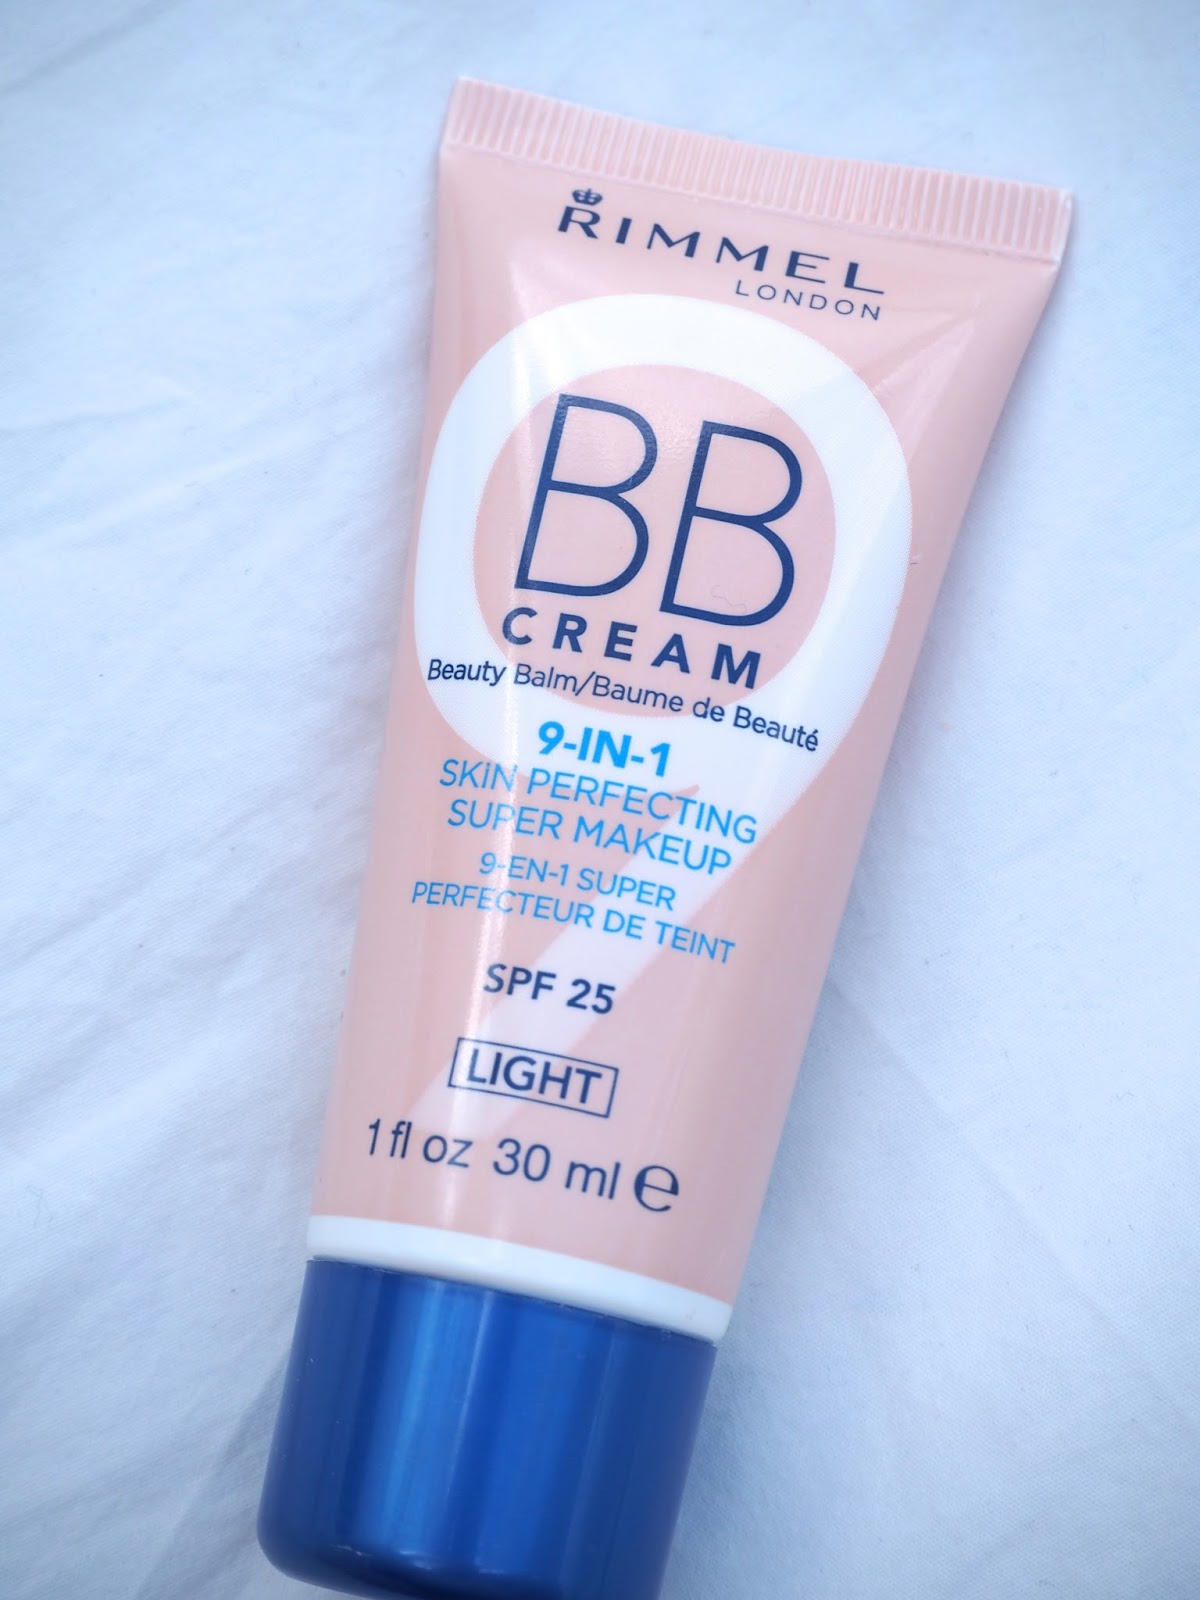 RIMMEL
LONDON
BB
CREAM
Beauty Balm/Baume de Beauté
9-IN-1
SKiN PERFECTING
SUPER MAKEUP
9-EN-1 SUPER
PERFECTEUR DE TEINT
SPF 25
LIGHT
1 fl oz 30 ml ℮